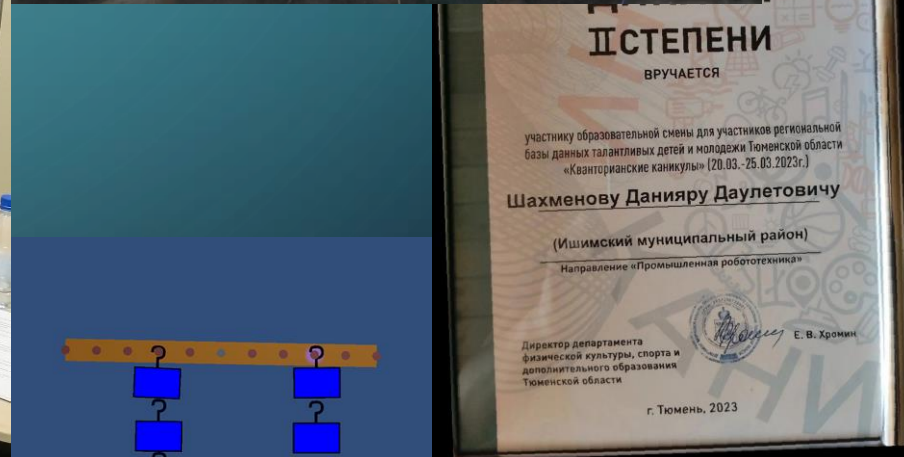 II СТЕПЕНИ
ВРУЧАЕТСЯ
участнику образовательной смены для участников региональной
базы данных талантливых детей и молодежи Тюменской области
«Кванторианские каникулы» (20.03.-25.03.2023г.)
Шахменову Данияру Даулетовичу
(Ишимский муниципальный район)
Направление «Промышленная робототехника»
Директор департамента
физической культуры, спорта и
дополнительного образования
Тюменской области
Е. В. Хромин
г. Тюмень, 2023